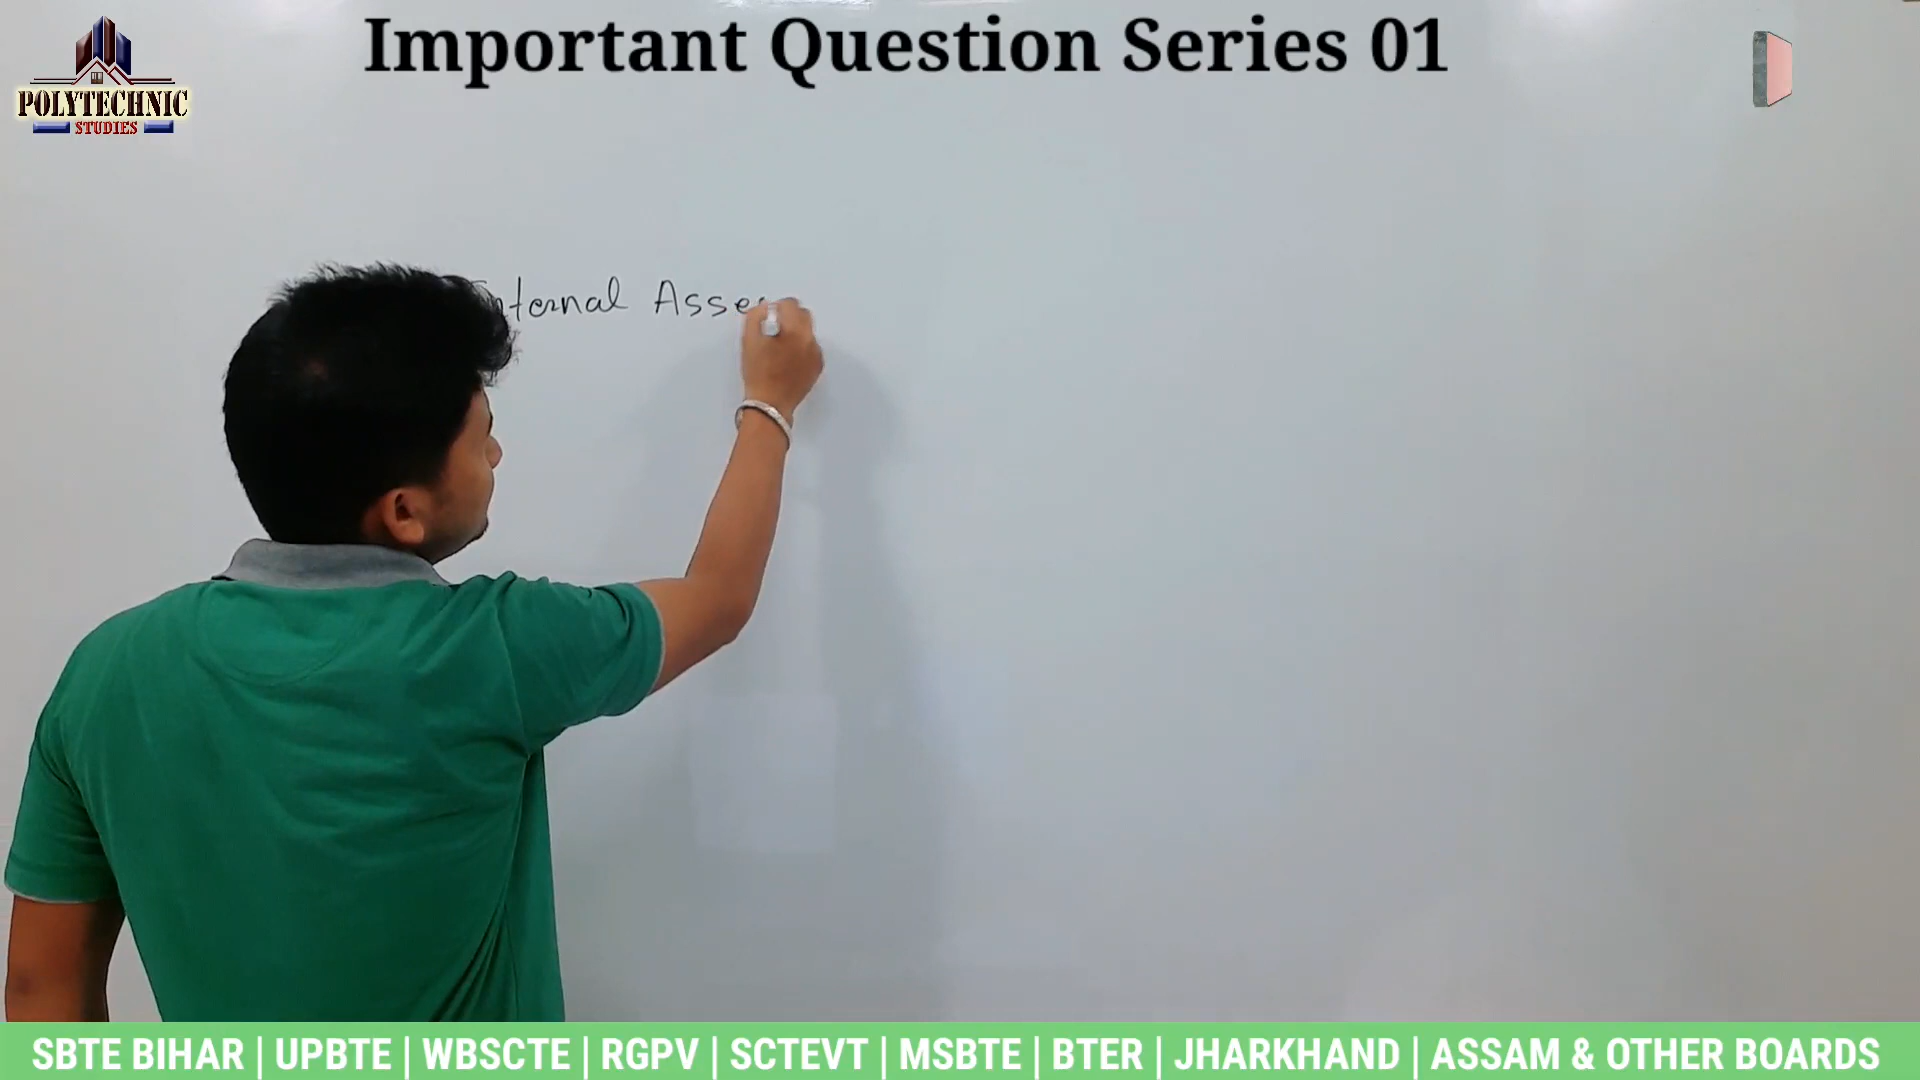 Important Question Series 01
POLYTECHNIC
STUDIES
Internal Asse
SBTE BIHAR | UPBTE | WBSCTE | RGPV | SCTEVT | MSBTE | BTER | JHARKHAND | ASSAM & OTHER BOARDS